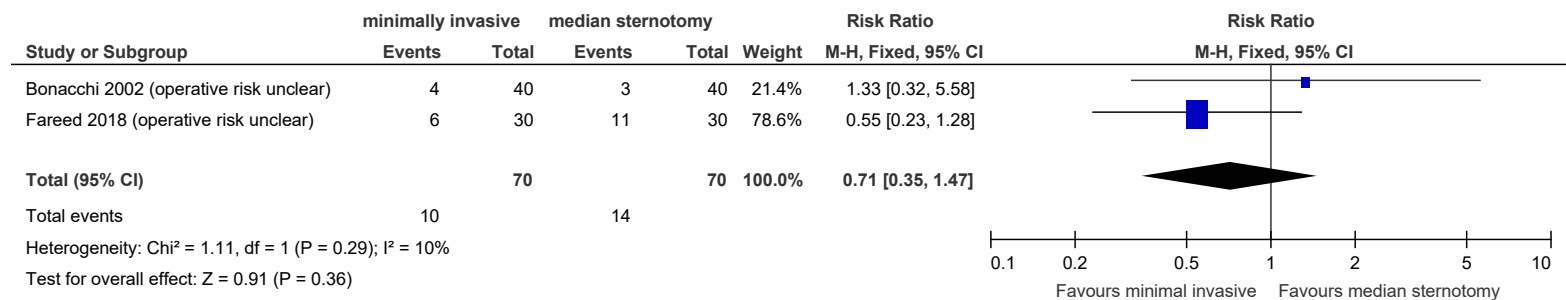 minimally invasive median sternotomy Risk Ratio Risk Ratio
Study or Subgroup Events Total Events Total Weight M-H, Fixed, 95% CI M-H, Fixed, 95% CI
Bonacchi 2002 (operative risk unclear) 4 40 3 40 21.4% 1.33 [0.32, 5.58]
Fareed 2018 (operative risk unclear) 6 30 11 30 78.6% 0.55 [0.23, 1.28]
Total (95% CI) 70 70 100.0% 0.71 [0.35, 1.47]
Total events 10 14
Heterogeneity: Chi² = 1.11, df = 1 (P = 0.29); I² = 10%
Test for overall effect: Z = 0.91 (P = 0.36)
0.1 0.2 0.5 1 2 5 10
Favours minimal invasive Favours median sternotomy